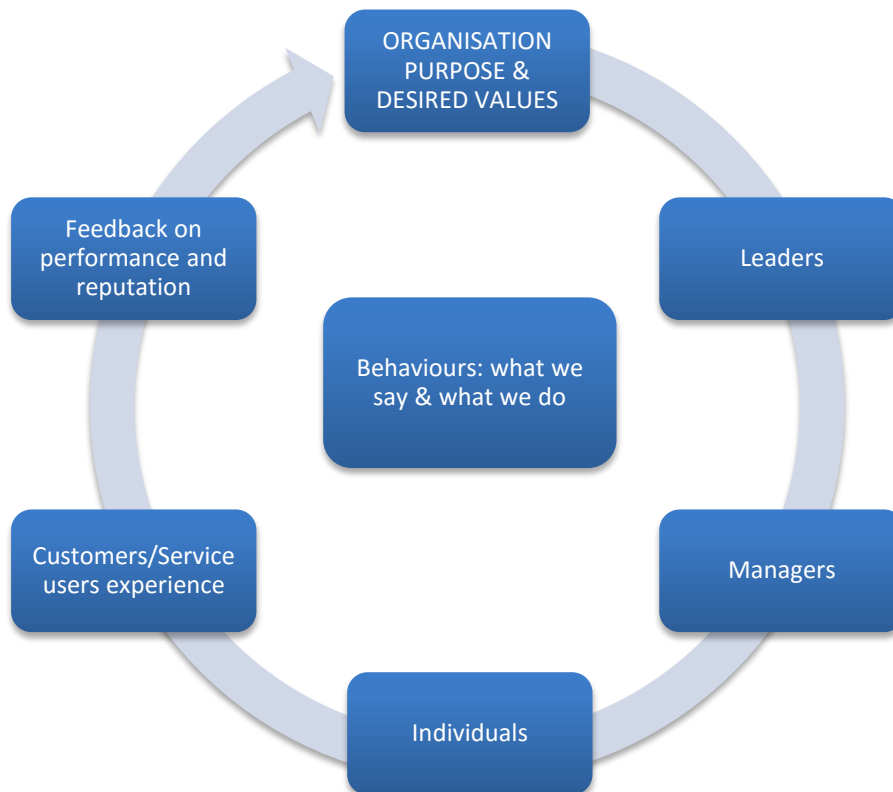 ORGANISATION
PURPOSE &
DESIRED VALUES
Leaders
Managers
Individuals
Customers/Service
users experience
Feedback on
performance and
reputation
Behaviours: what we
say & what we do